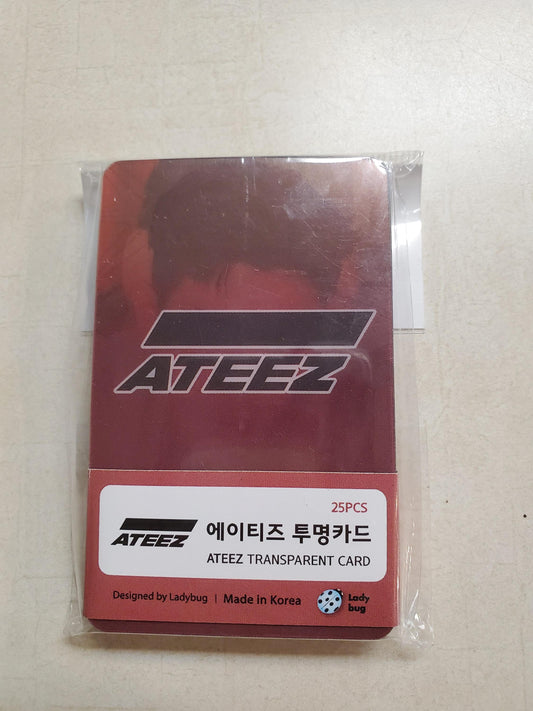 ATEEZ
25PCS
ATEEZ 에이티즈 투명카드
ATEEZ TRANSPARENT CARD
Designed by Ladybug | Made in Korea
Lady
bug